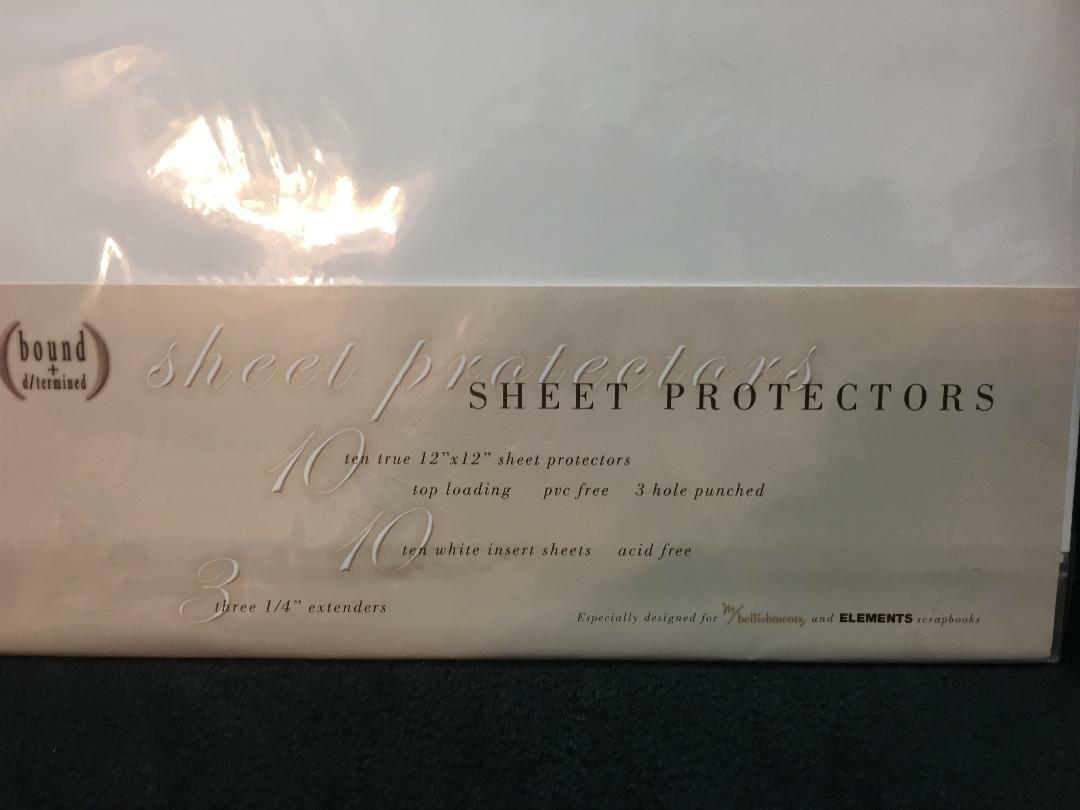 (bound
+
d/termined)
sheet protectors
SHEET PROTECTORS
10 ten true 12”x12” sheet protectors
top loading pvc free 3 hole punched
10 ten white insert sheets acid free
3 three 1/4” extenders
Especially designed for m/bellishments and ELEMENTS scrapbooks